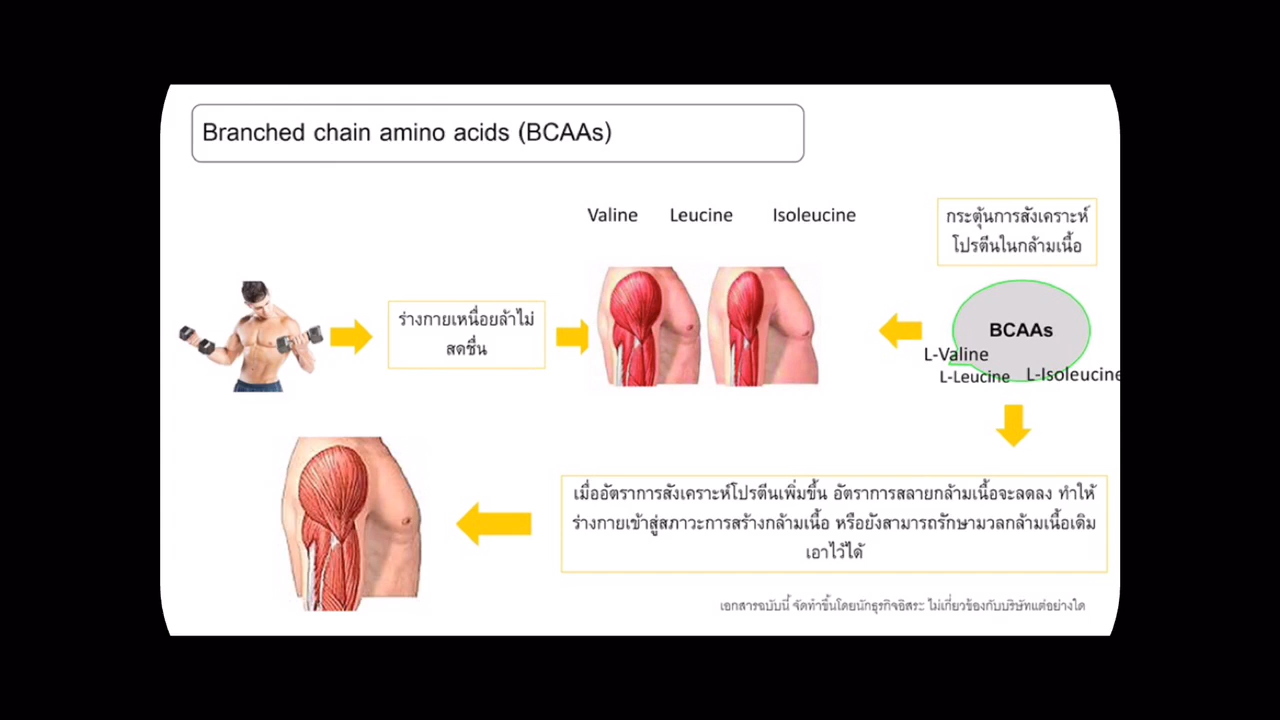 Branched chain amino acids (BCAAs)
Valine Leucine Isoleucine
กระตุ้นการสังเคราะห์
โปรตีนในกล้ามเนื้อ
ร่างกายเหนื่อยล้าไม่
สดชื่น
BCAAs
L-Valine
L-Leucine L-Isoleucine
เมื่ออัตราการสังเคราะห์โปรตีนเพิ่มขึ้น อัตราการสลายกล้ามเนื้อจะลดลง ทำให้
ร่างกายเข้าสู่สภาวะการสร้างกล้ามเนื้อ หรือยังสามารถรักษามวลกล้ามเนื้อเดิม
เอาไว้ได้
เอกสารฉบับนี้ จัดทำขึ้นโดยนักธุรกิจอิสระ ไม่เกี่ยวข้องกับบริษัทแต่อย่างใด